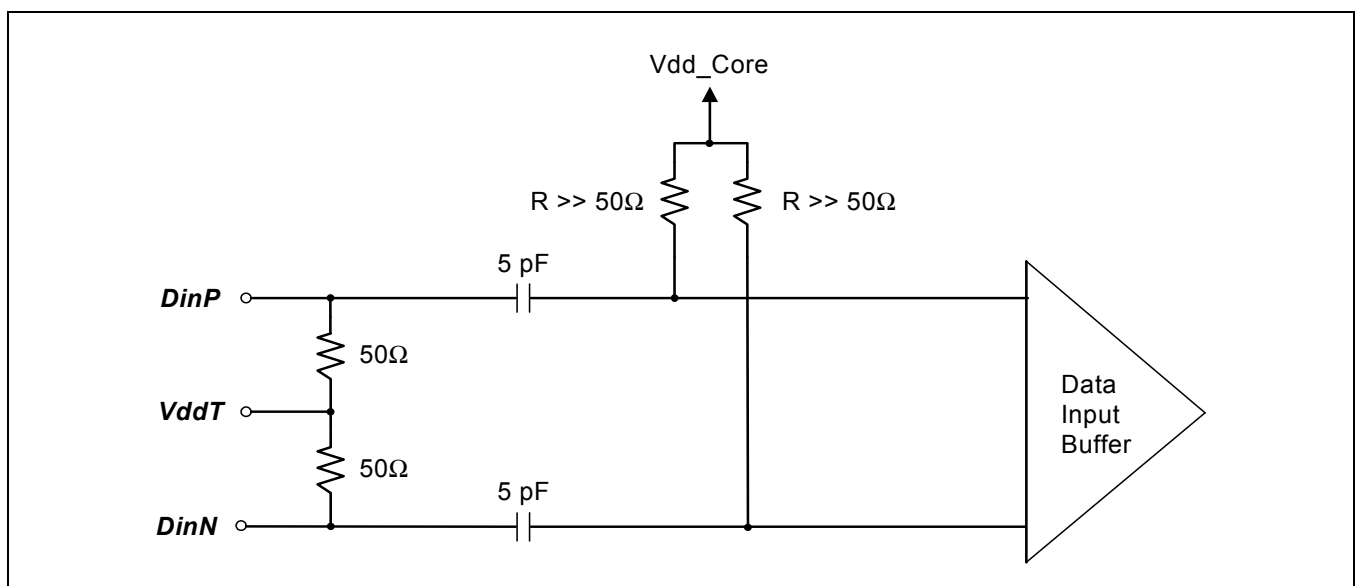 Vdd_Core
R >> 50Ω
R >> 50Ω
5 pF
DinP
50Ω
VddT
50Ω
5 pF
DinN
Data
Input
Buffer